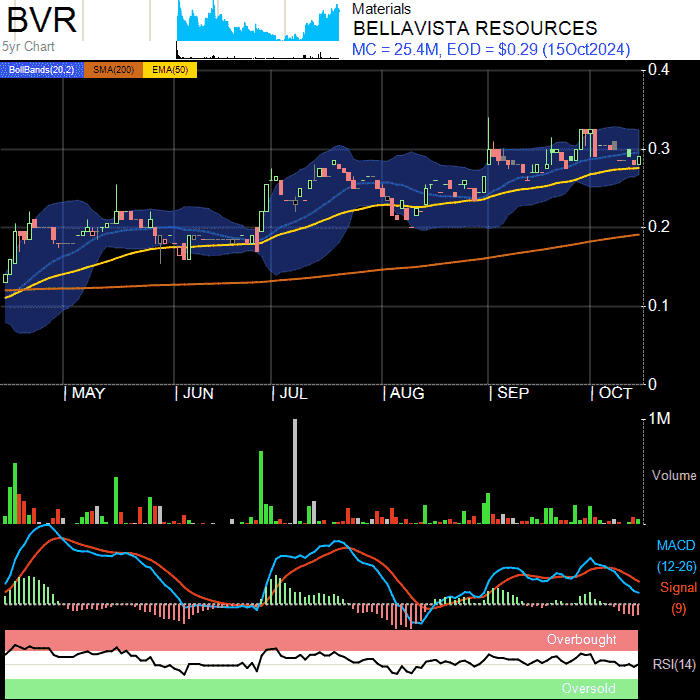 BVR
5yr Chart
Materials
BELLAVISTA RESOURCES
MC = 25.4M, EOD = $0.29 (15Oct2024)
BollBands(20,2) SMA(200) EMA(50)
0.4
0.3
0.2
0.1
0
MAY JUN JUL AUG SEP OCT
1M
Volume
MACD
(12-26)
Signal
(9)
Overbought
RSI(14)
Oversold